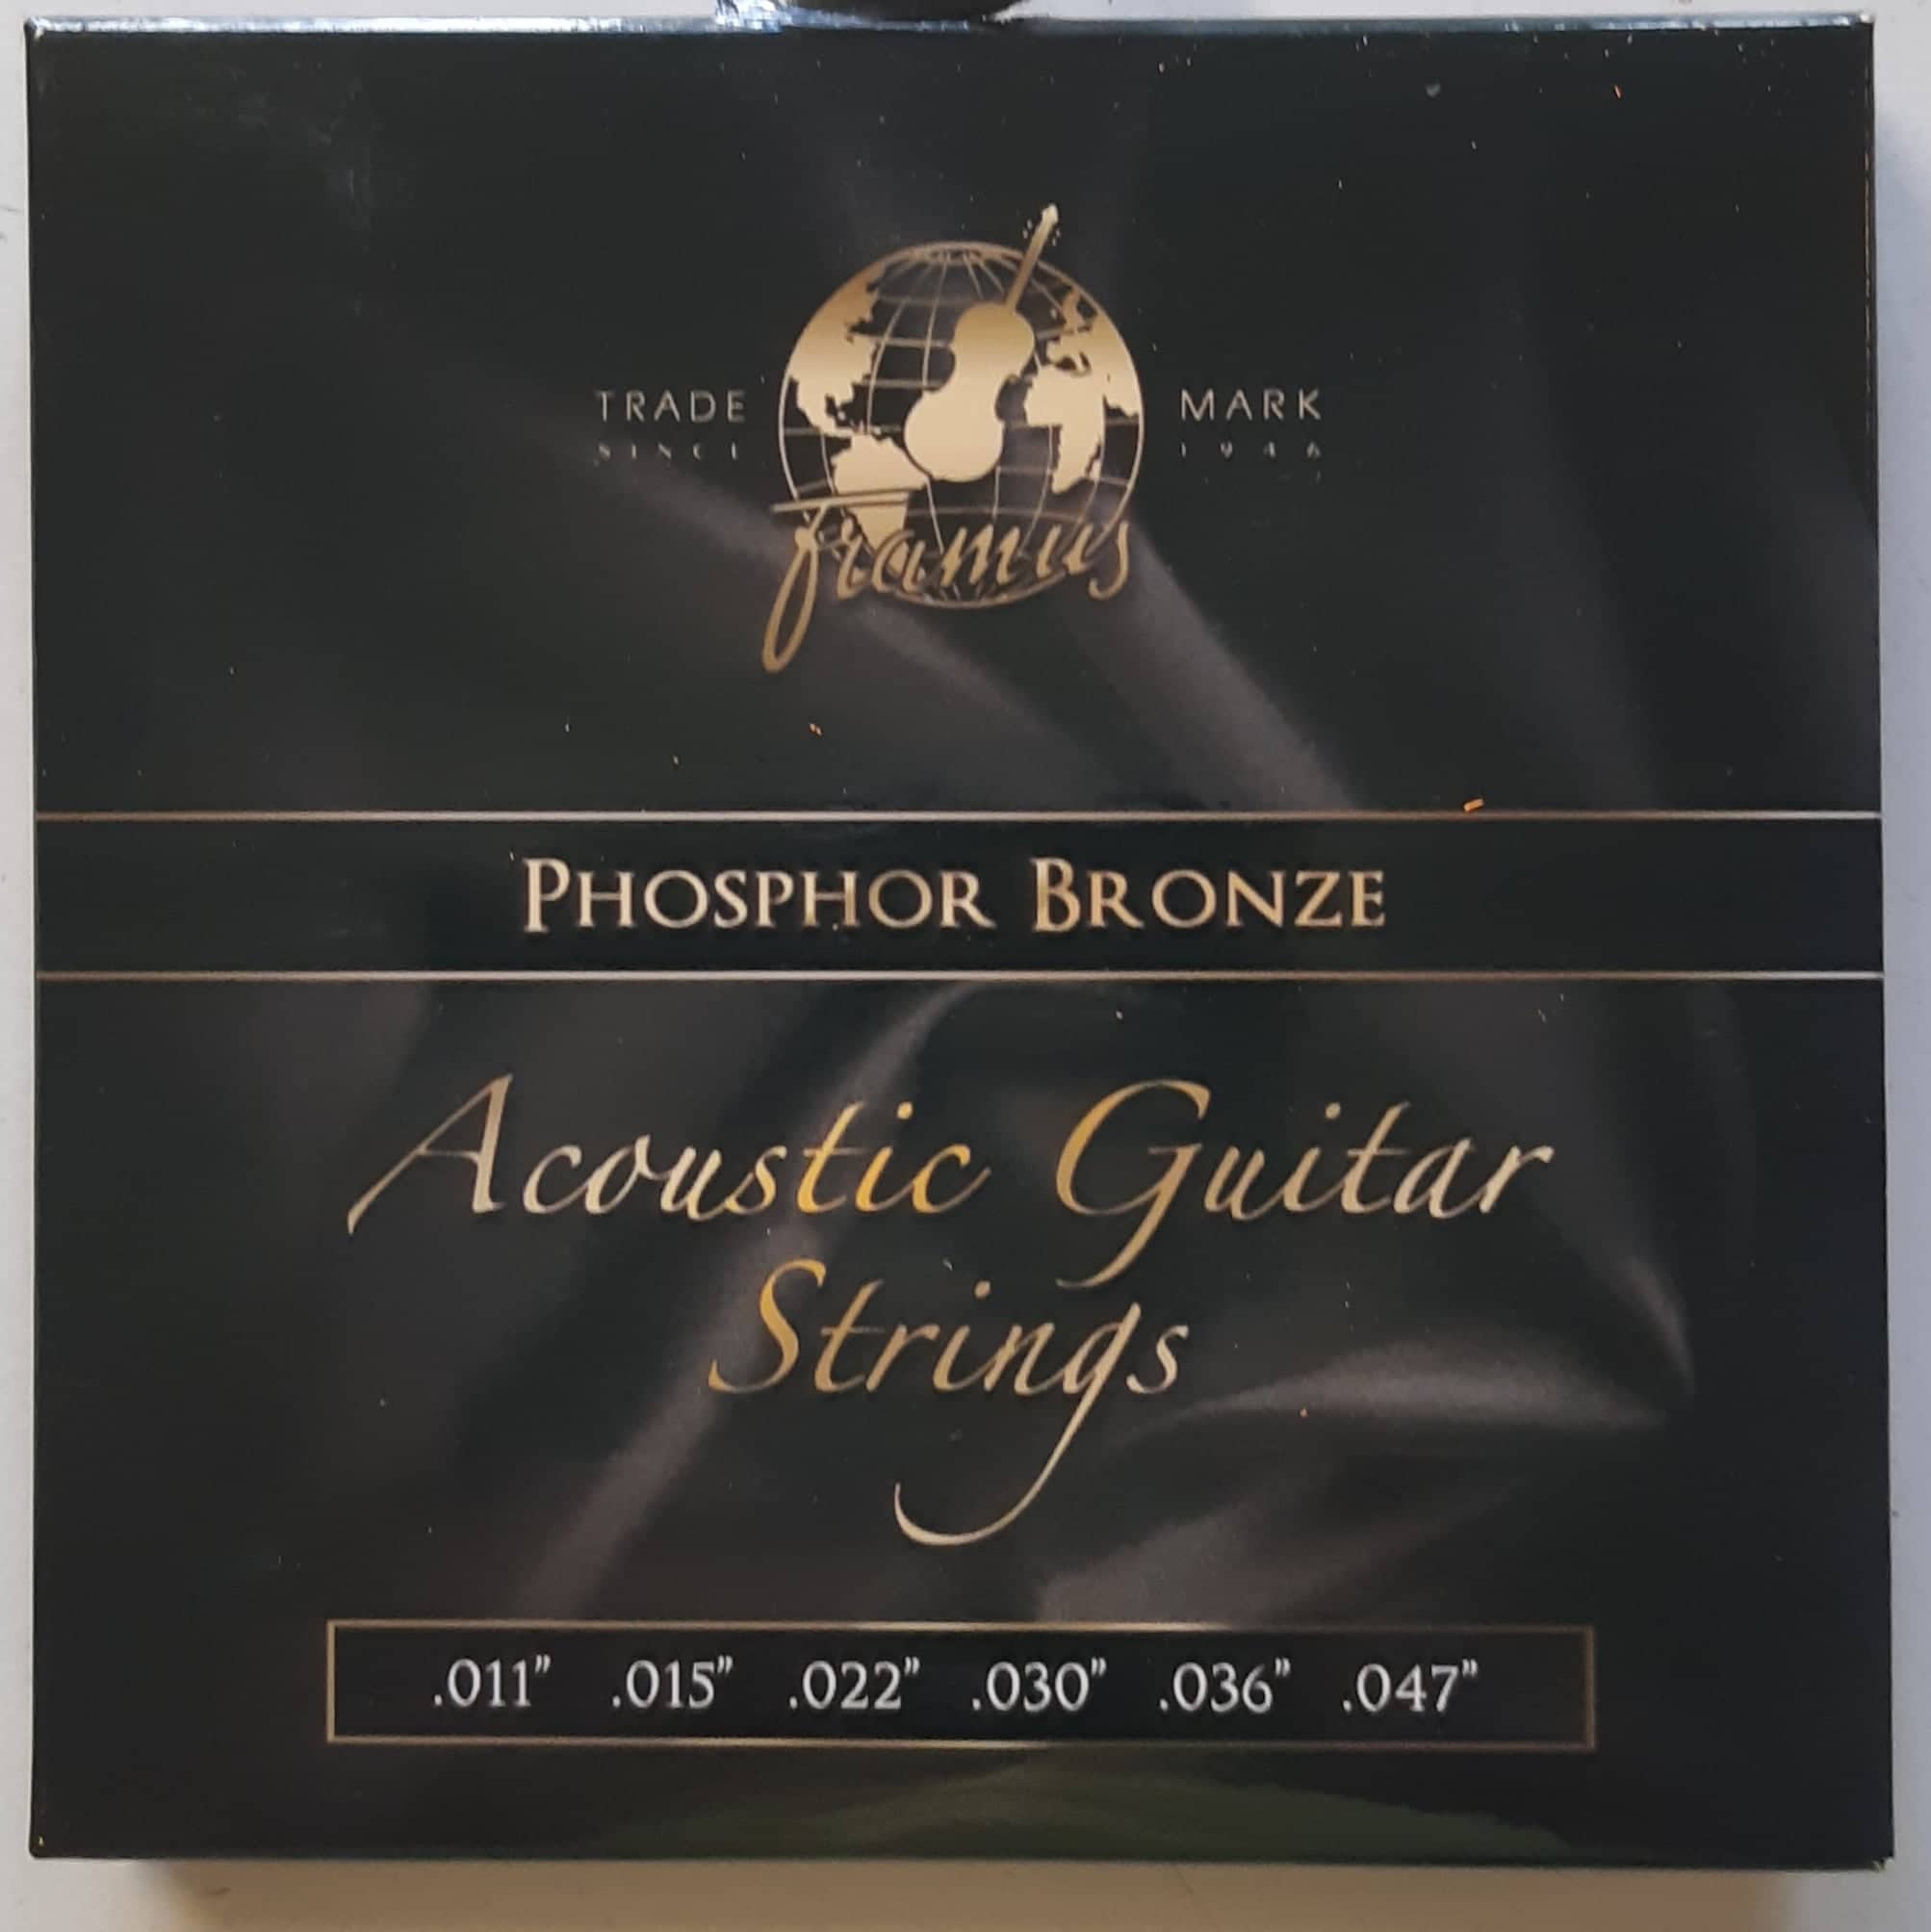 TRADE MARK
SINCE 1946
framus
PHOSPHOR BRONZE
Acoustic Guitar
Strings
.011" .015" .022" .030" .036" .047"